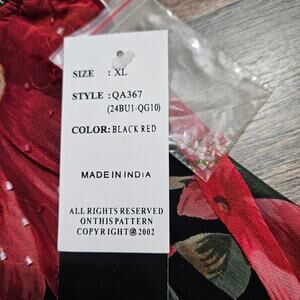 SIZE : XL
STYLE : QA367
(24BU1-QG10)
COLOR: BLACK RED
MADE IN INDIA
ALL RIGHTS RESERVED
ON THIS PATTERN
COPYRIGHT@2002